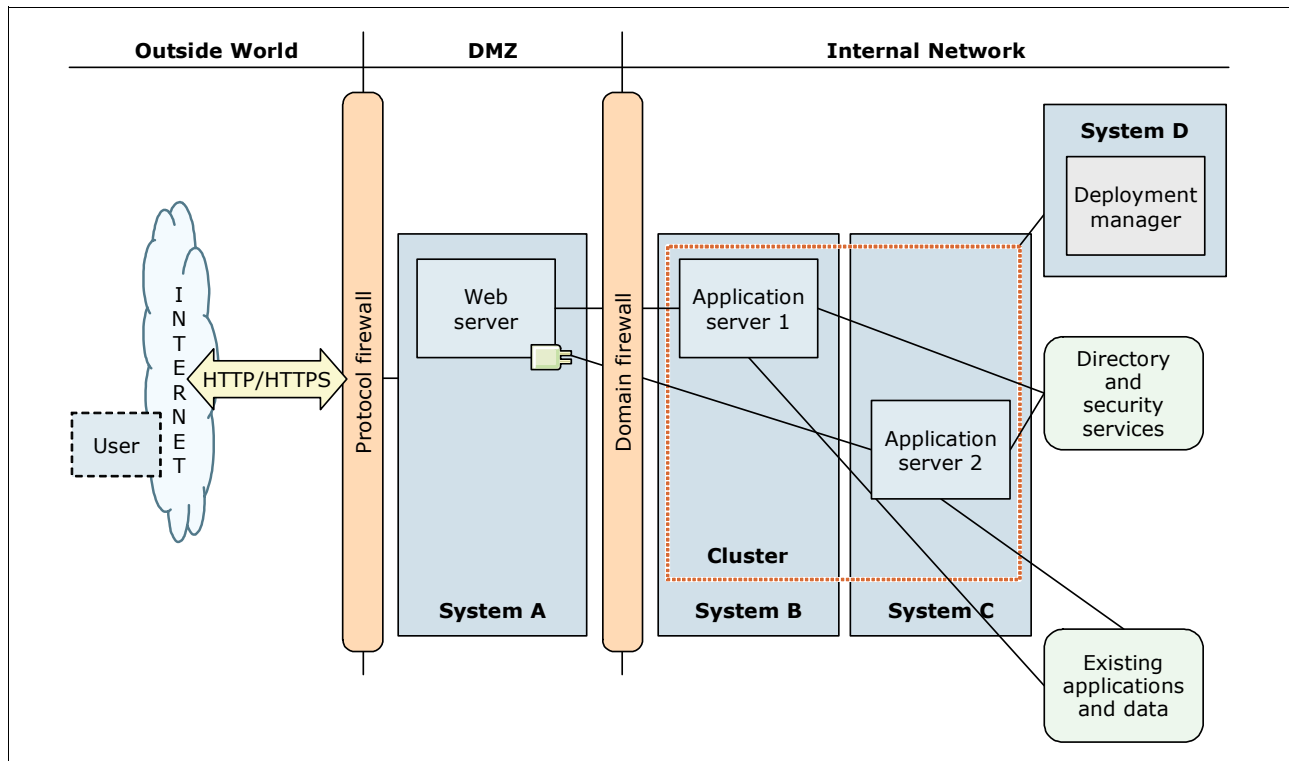 Outside World
DMZ
Internal Network
System D
Deployment
manager
INTERNET
User
HTTP/HTTPS
Protocol firewall
Web
server
System A
Domain firewall
Application
server 1
Application
server 2
Cluster
System B
System C
Directory
and
security
services
Existing
applications
and data